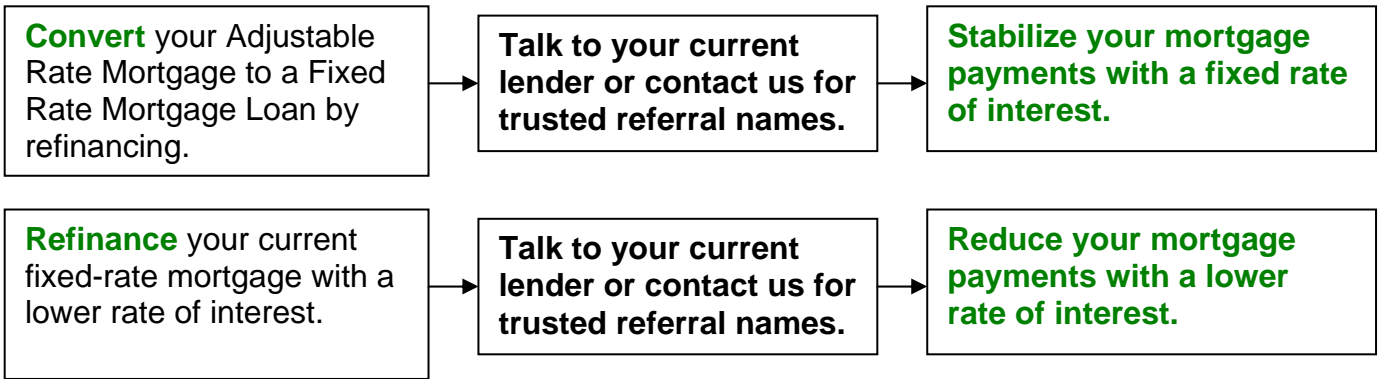 Convert your Adjustable
Rate Mortgage to a Fixed
Rate Mortgage Loan by
refinancing.
Talk to your current
lender or contact us for
trusted referral names.
Stabilize your mortgage
payments with a fixed rate
of interest.
Refinance your current
fixed-rate mortgage with a
lower rate of interest.
Talk to your current
lender or contact us for
trusted referral names.
Reduce your mortgage
payments with a lower
rate of interest.